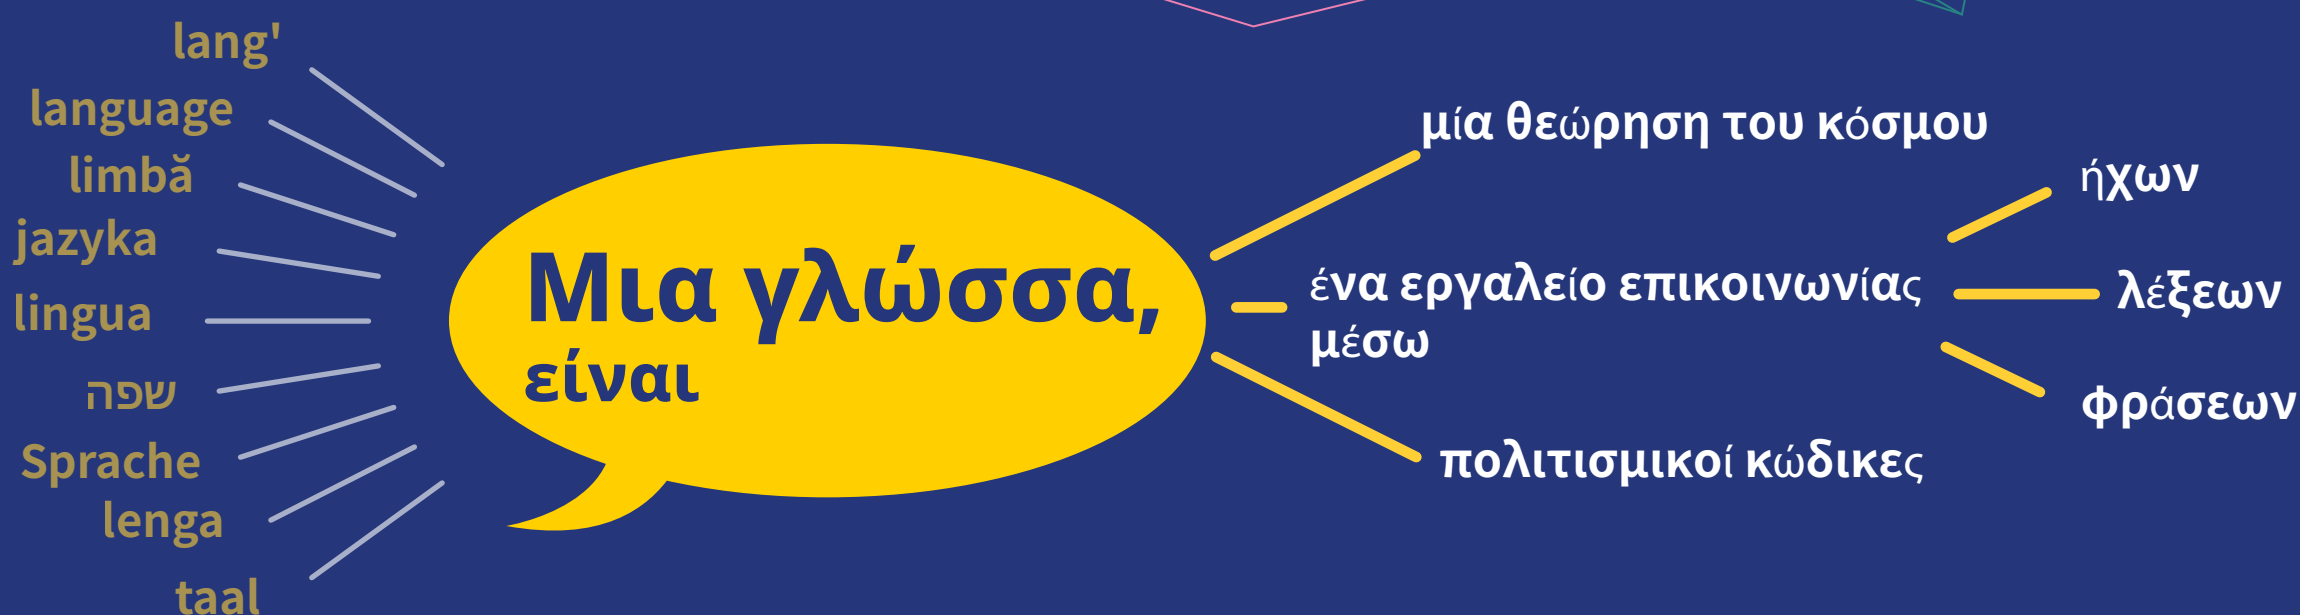 lang'
language
limbă
jazyka
lingua
שפה
Sprache
lenga
taal
Μια γλώσσα,
είναι
μία θεώρηση του κόσμου
ένα εργαλείο επικοινωνίας
μέσω
πολιτισμικοί κώδικες
ήχων
λέξεων
φράσεων